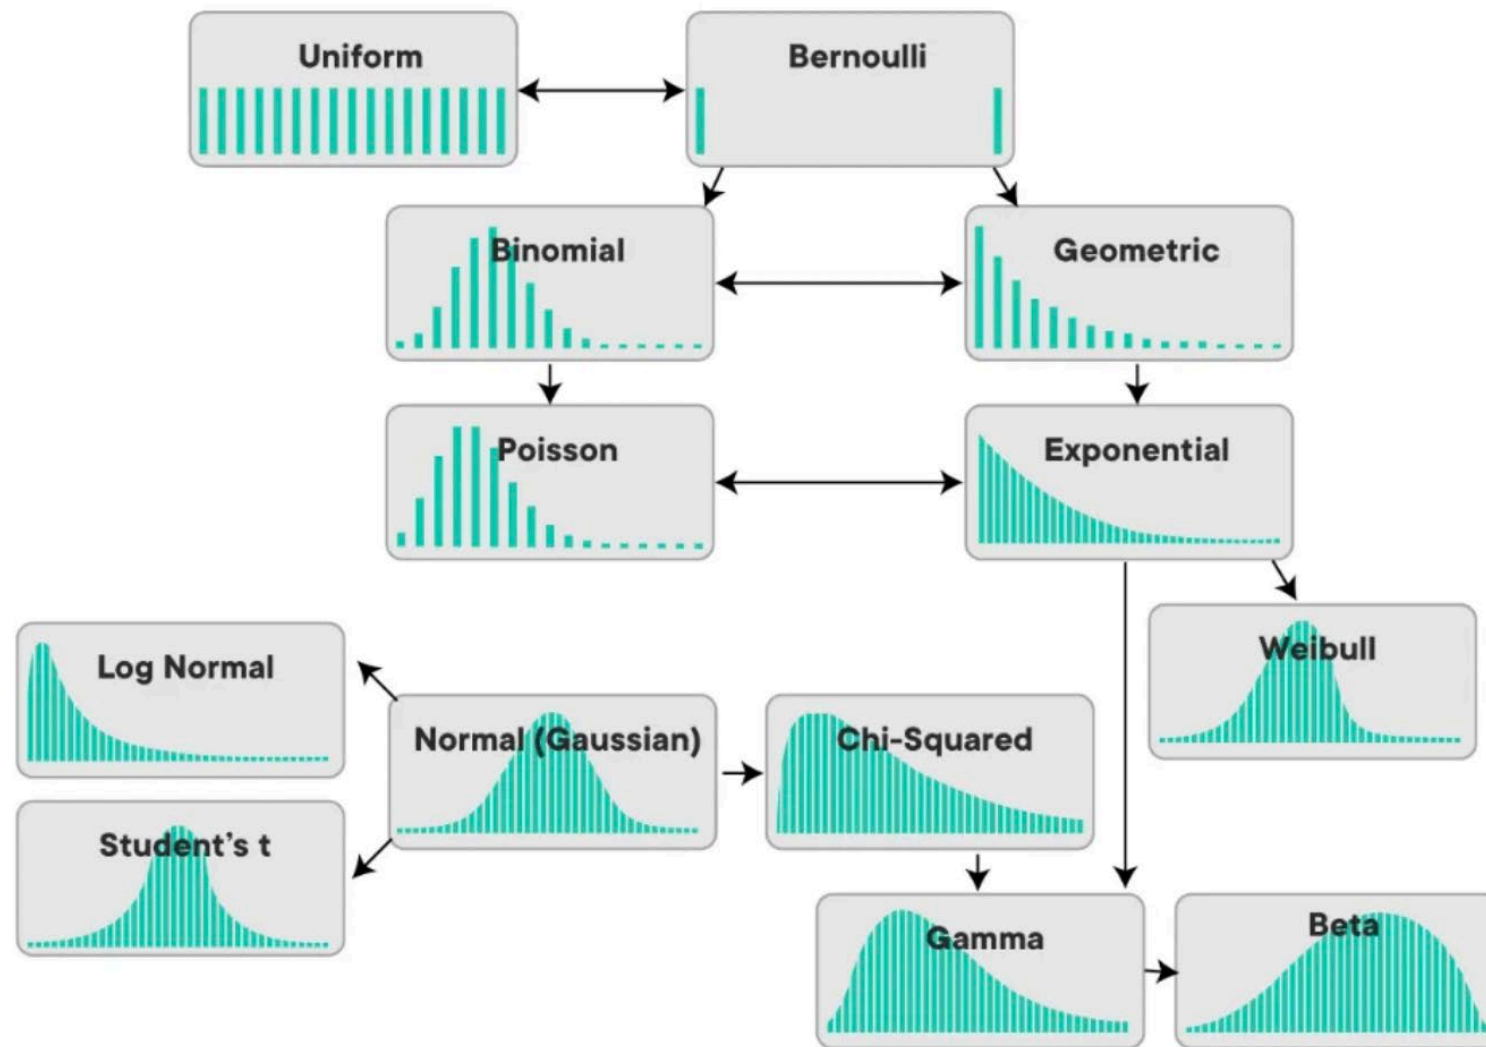 Uniform
Bernoulli
Binomial
Geometric
Poisson
Exponential
Weibull
Log Normal
Normal (Gaussian)
Chi-Squared
Student's t
Gamma
Beta